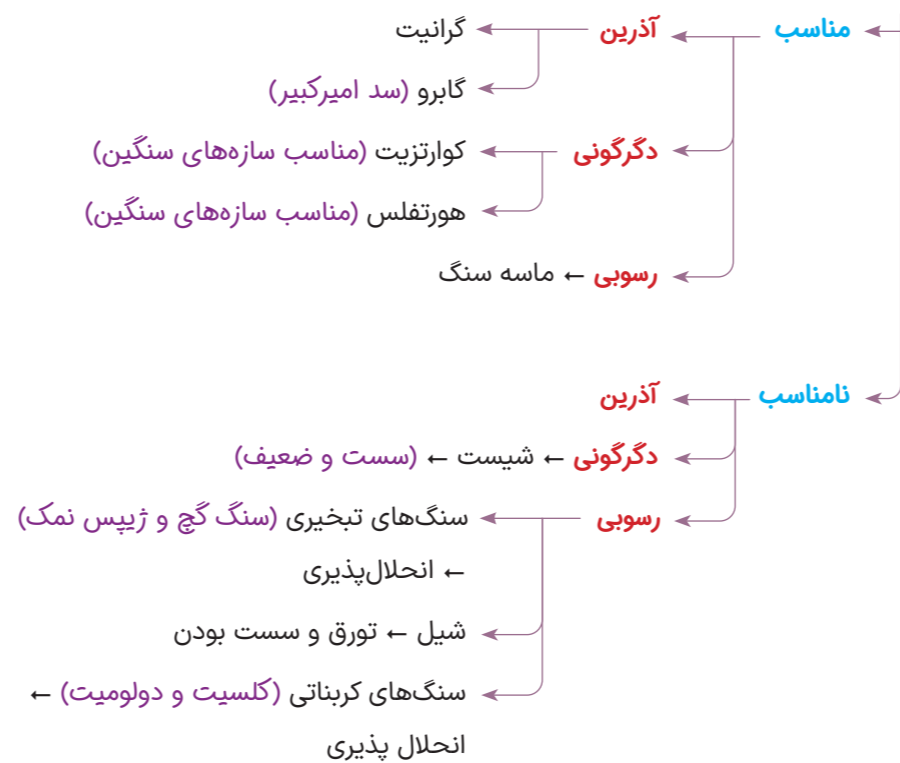 مناسب آذرین گرانیت
گابرو (سد امیرکبیر)
دگرگونی کوارتزیت (مناسب سازه‌های سنگین)
هورتفلس (مناسب سازه‌های سنگین)
رسوبی ← ماسه سنگ
نامناسب آذرین
دگرگونی ← شیست ← (سست و ضعیف)
رسوبی سنگ‌های تبخیری (سنگ گچ و ژیپس نمک)
← انحلال‌پذیری
شیل ← تورق و سست بودن
سنگ‌های کربناتی (کلسیت و دولومیت) ←
انحلال پذیری